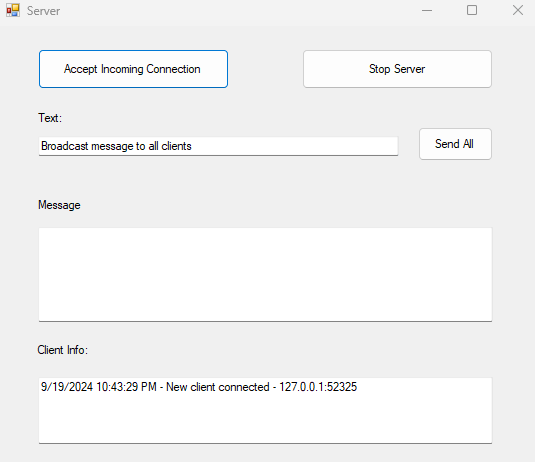 Server
Accept Incoming Connection
Stop Server
Text:
Broadcast message to all clients
Send All
Message
Client Info:
9/19/2024 10:43:29 PM - New client connected - 127.0.0.1:52325